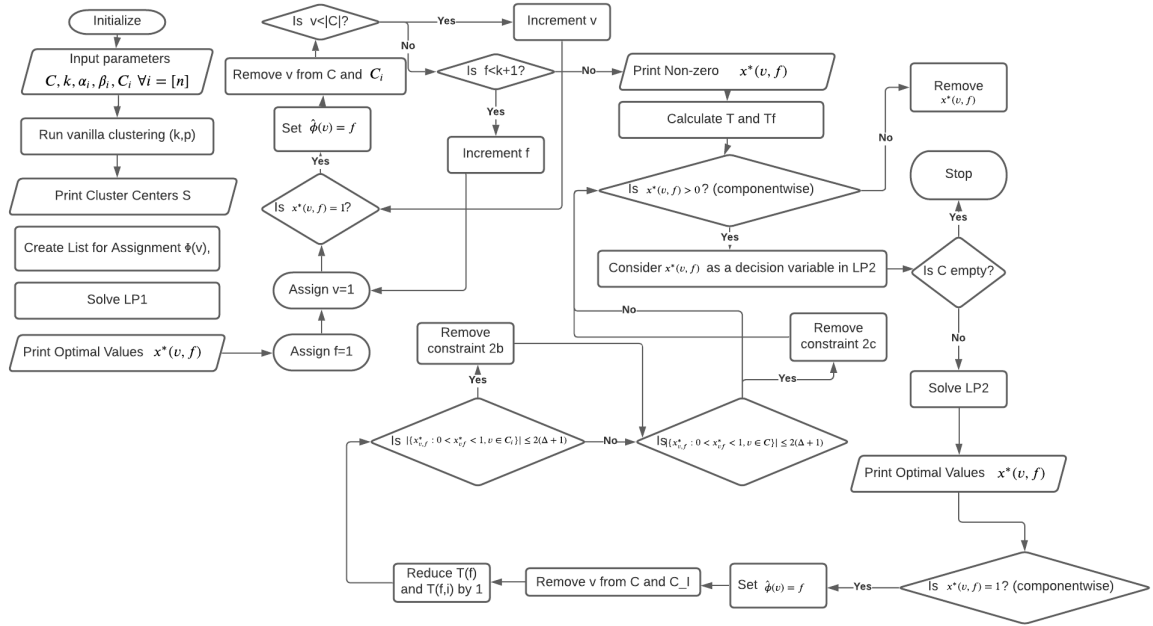 Initialize
Input parameters
C, k, αᵢ, βᵢ, Cᵢ ∀i = [n]
Run vanilla clustering (k,p)
Print Cluster Centers S
Create List for Assignment Φ(v),
Solve LP1
Print Optimal Values x*(v, f)
Assign f=1
Assign v=1
Is x*(v, f) = 1?
Yes
Set φ̂(v) = f
Remove v from C and Cᵢ
Is v<|C|?
Yes
Increment v
No
Is f<k+1?
Yes
Increment f
No
Print Non-zero x*(v, f)
Calculate T and Tf
Is x*(v, f) > 0? (componentwise)
No
Remove
x*(v, f)
Yes
Consider x*(v, f) as a decision variable in LP2
Is C empty?
Yes
Stop
No
Solve LP2
Print Optimal Values x*(v, f)
Is x*(v, f) = 1? (componentwise)
Yes
Set φ̂(v) = f
Remove v from C and C_I
Reduce T(f)
and T(f,i) by 1
Is |{x*v,f : 0 < x*v,f < 1, v ∈ Cᵢ}| ≤ 2(Δ + 1)
Yes
Remove
constraint 2b
No
Is |{x*v,f : 0 < x*v,f < 1, v ∈ C}| ≤ 2(Δ + 1)
Yes
Remove
constraint 2c
No